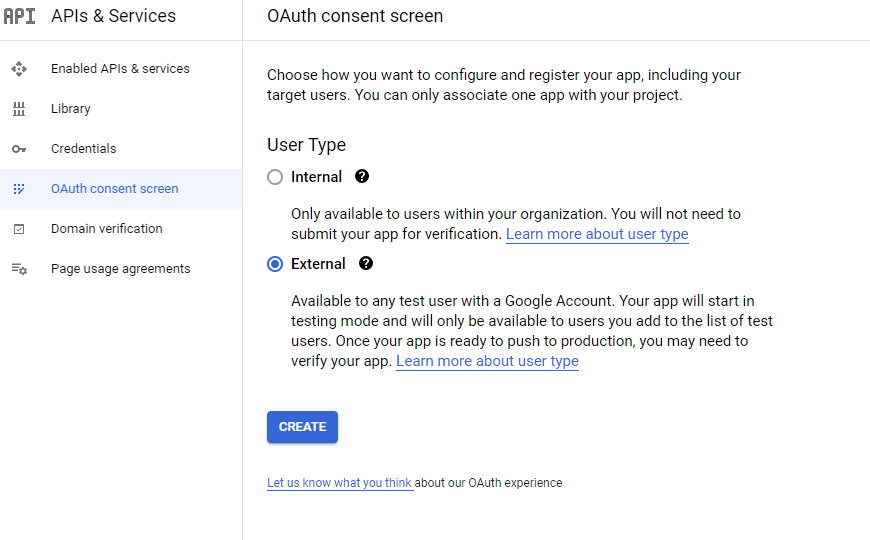 API APIs & Services
OAuth consent screen
Enabled APIs & services
Library
Credentials
OAuth consent screen
Domain verification
Page usage agreements
Choose how you want to configure and register your app, including your
target users. You can only associate one app with your project.
User Type
Internal
Only available to users within your organization. You will not need to
submit your app for verification. Learn more about user type
External
Available to any test user with a Google Account. Your app will start in
testing mode and will only be available to users you add to the list of test
users. Once your app is ready to push to production, you may need to
verify your app. Learn more about user type
CREATE
Let us know what you think about our OAuth experience